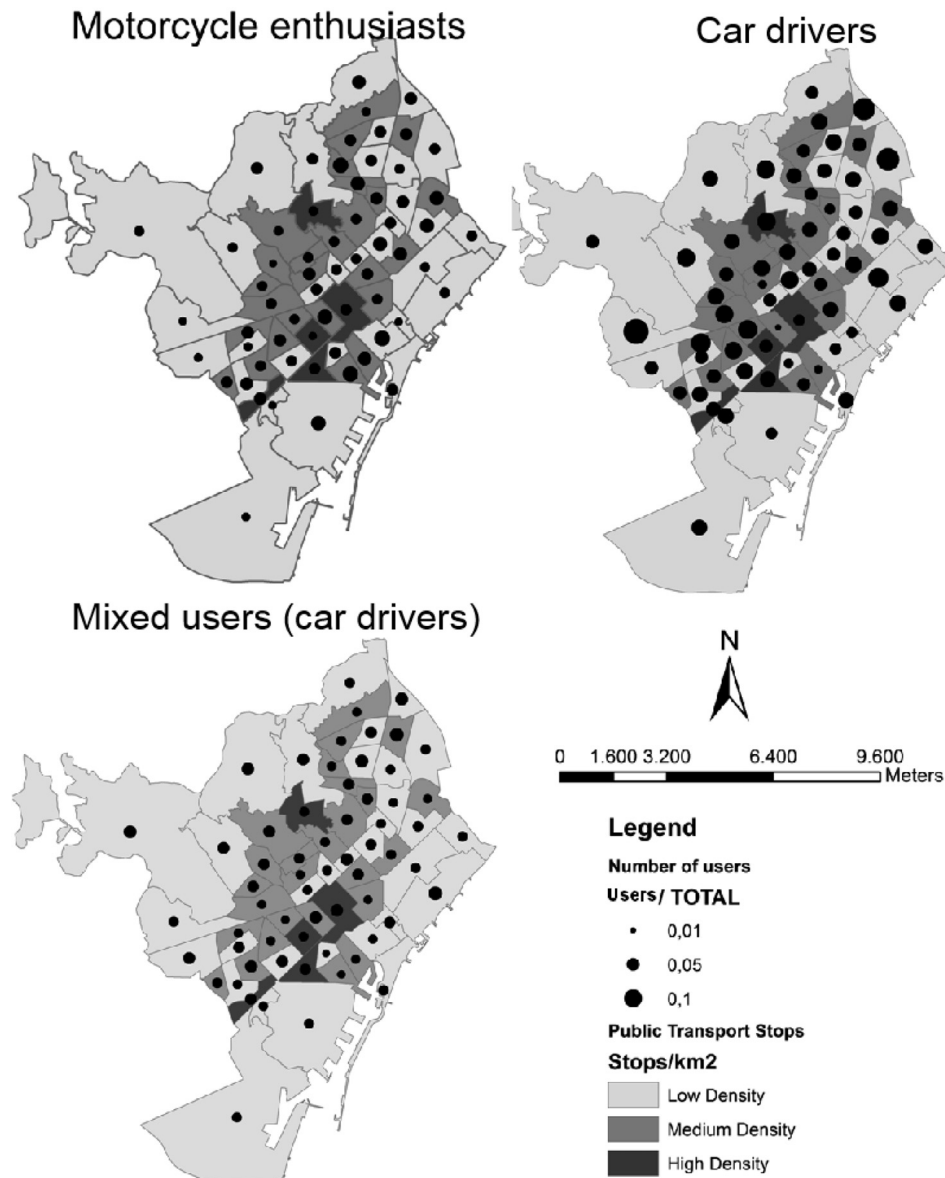 Motorcycle enthusiasts
Car drivers
Mixed users (car drivers)
N
0 1.600 3.200 6.400 9.600
Meters
Legend
Number of users
Users/ TOTAL
0,01
0,05
0,1
Public Transport Stops
Stops/km2
Low Density
Medium Density
High Density